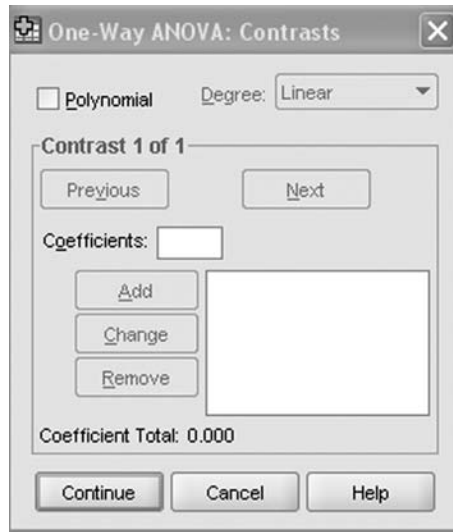 One-Way ANOVA: Contrasts
Polynomial Degree: Linear
Contrast 1 of 1
Previous Next
Coefficients:
Add
Change
Remove
Coefficient Total: 0.000
Continue Cancel Help